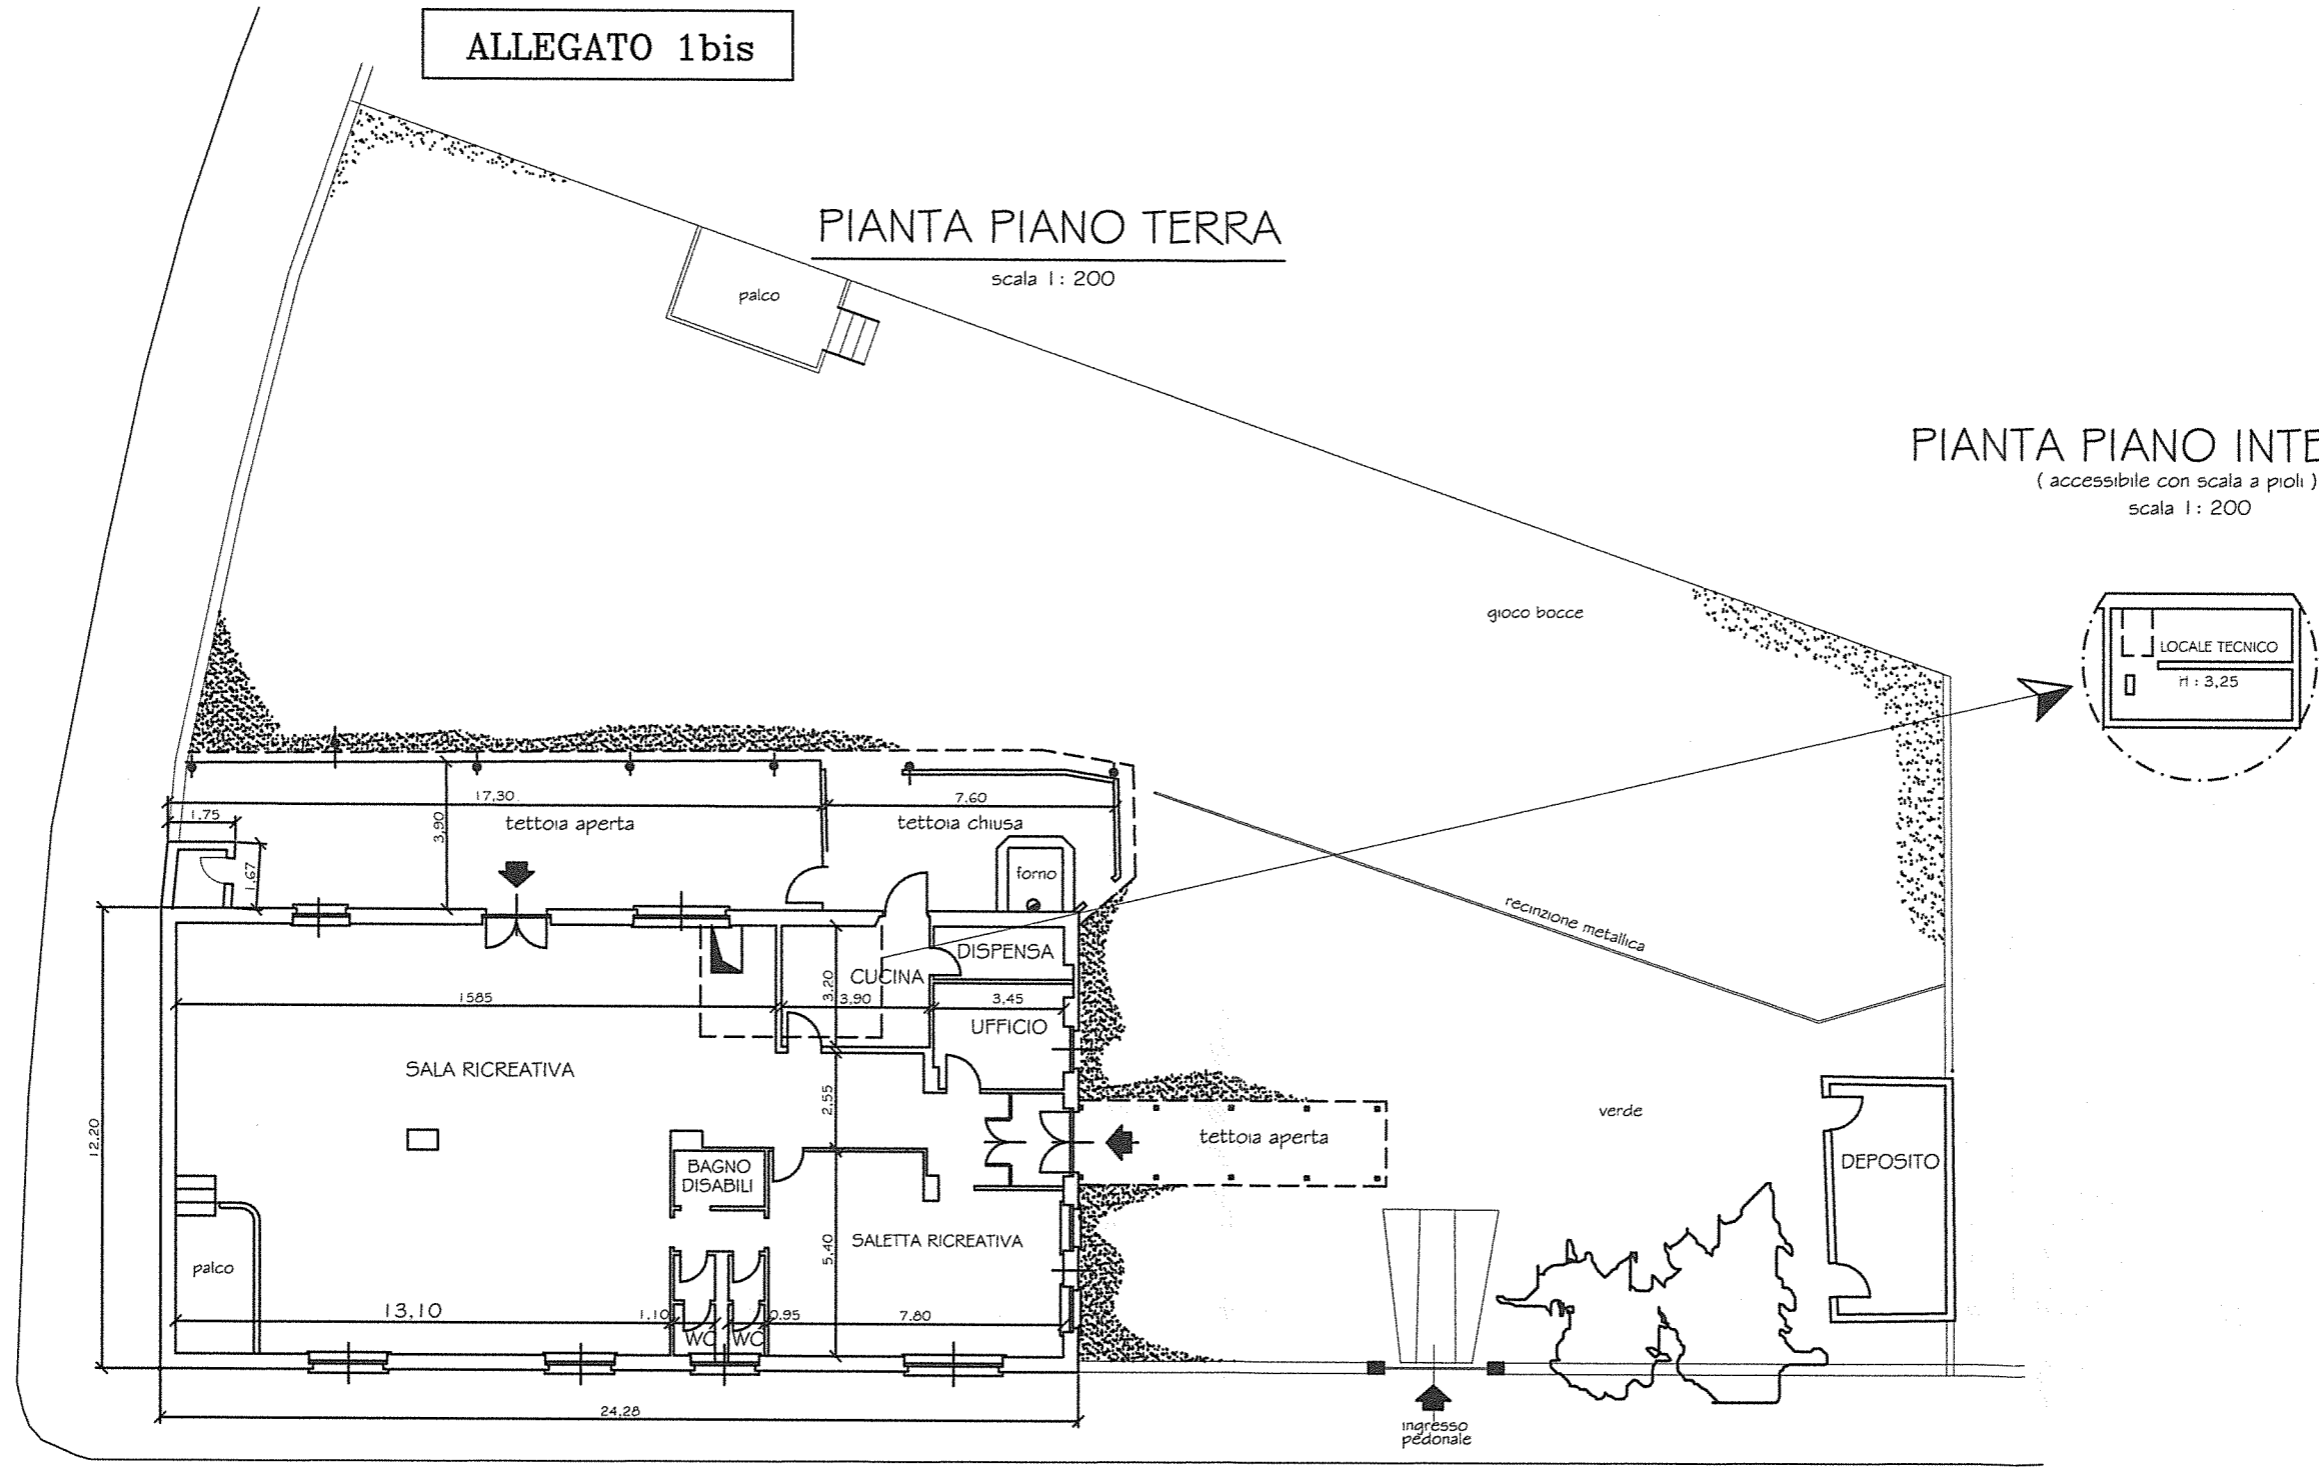 ALLEGATO 1bis
PIANTA PIANO TERRA
scala 1: 200
palco
PIANTA PIANO INTE
( accessibile con scala a pioli )
scala 1: 200
gioco bocce
LOCALE TECNICO
H : 3,25
17,30
7.60
1.75
tettoia aperta
tettoia chiusa
3,90
1,67
forno
recinzione metallica
DISPENSA
CUCINA
3,20
1585
3,90
3,45
UFFICIO
SALA RICREATIVA
2,55
12,20
tettoia aperta
verde
BAGNO
DISABILI
DEPOSITO
SALETTA RICREATIVA
5,40
palco
13,10
1,10
0,95
7.80
WC
WC
24,28
ingresso
pedonale